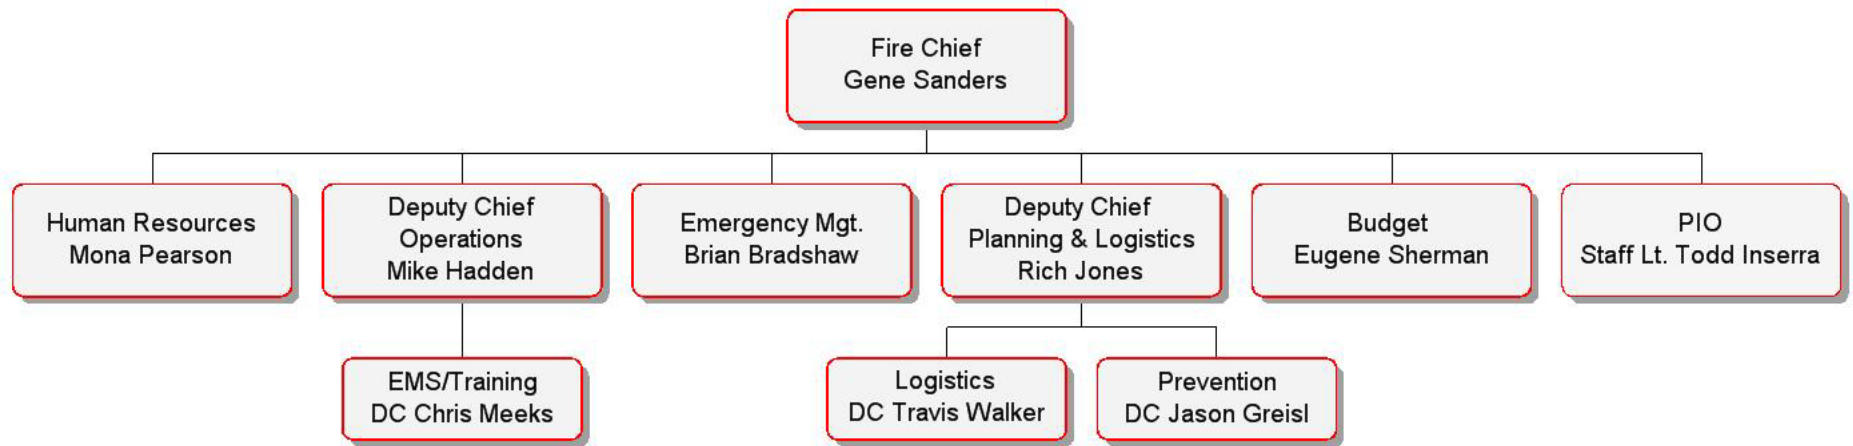 Fire Chief
Gene Sanders
Human Resources
Mona Pearson
Deputy Chief
Operations
Mike Hadden
Emergency Mgt.
Brian Bradshaw
Deputy Chief
Planning & Logistics
Rich Jones
Budget
Eugene Sherman
PIO
Staff Lt. Todd Inserra
EMS/Training
DC Chris Meeks
Logistics
DC Travis Walker
Prevention
DC Jason Greisl